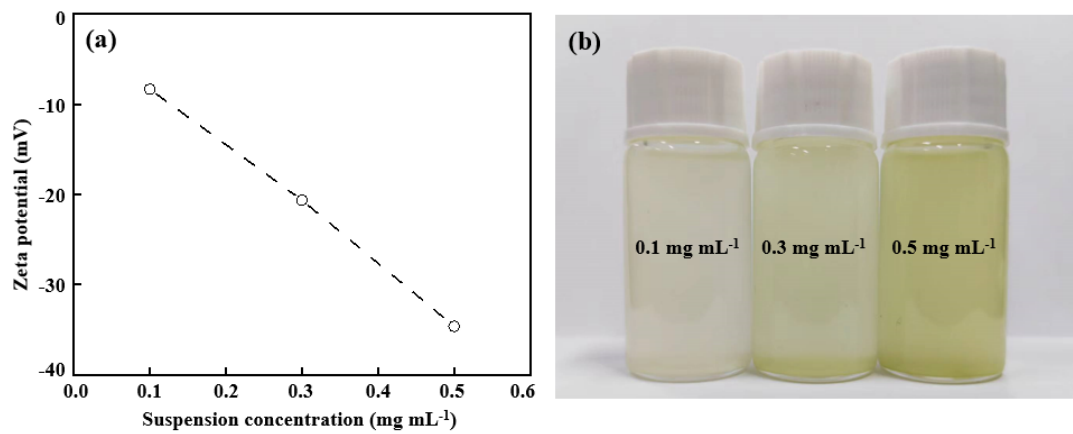 (a)
Zeta potential (mV)
0
-10
-20
-30
-40
0.0 0.1 0.2 0.3 0.4 0.5 0.6
Suspension concentration (mg mL⁻¹)
(b)
0.1 mg mL⁻¹ 0.3 mg mL⁻¹ 0.5 mg mL⁻¹